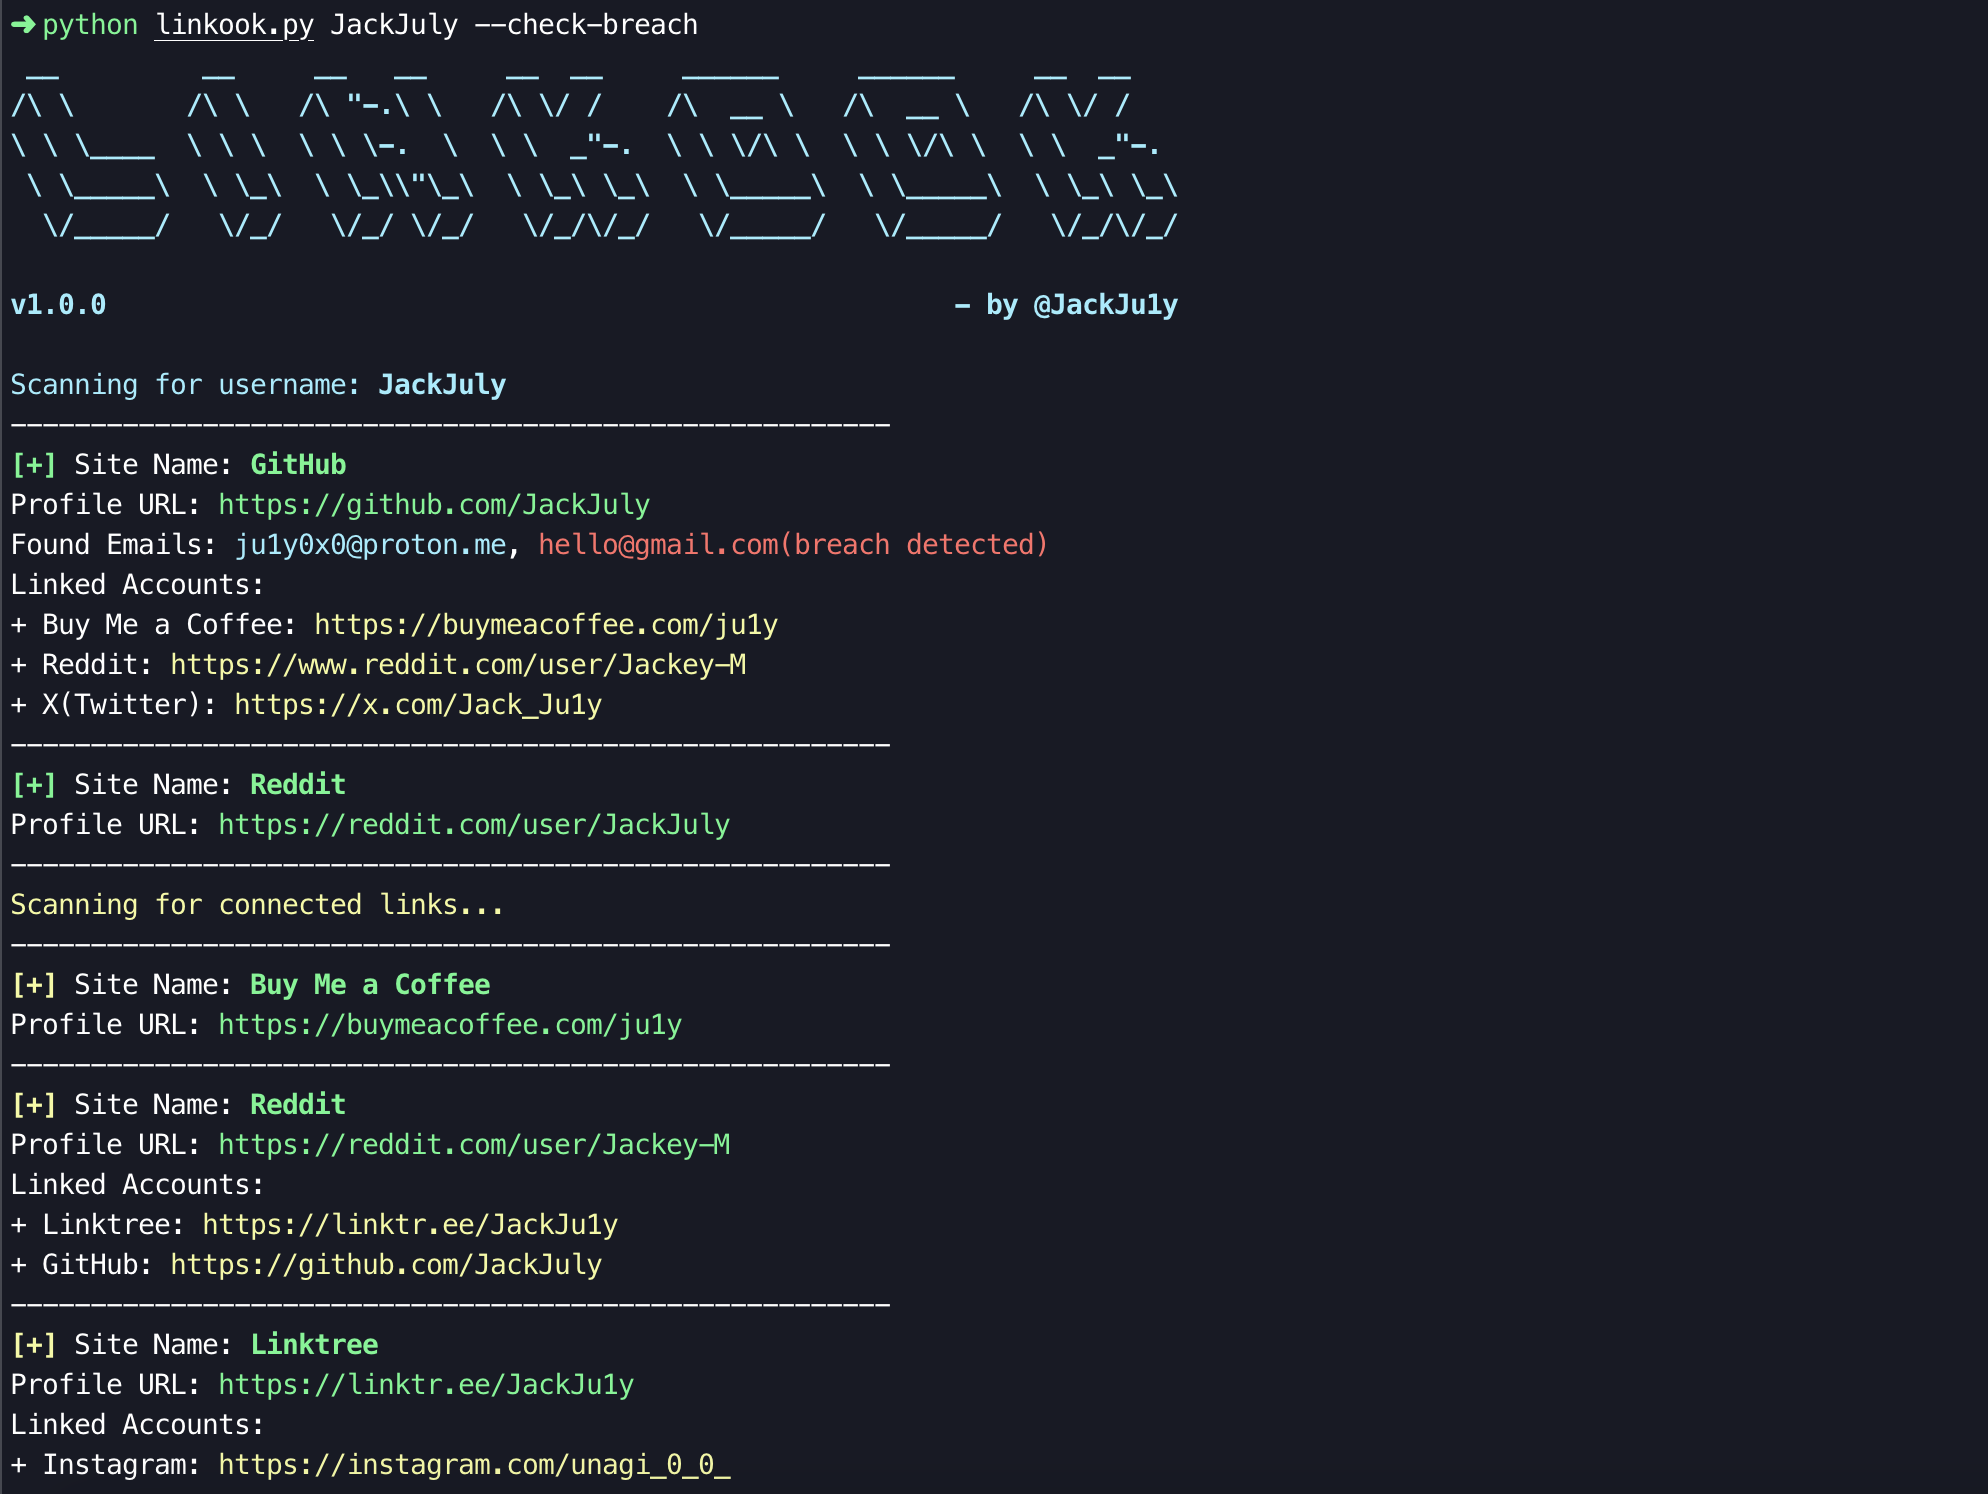 ➜ python linkook.py JackJuly --check-breach
 __         __     __   __     __  __     ______     ______     __  __
/\ \       /\ \   /\ "-.\ \   /\ \/ /    /\  __ \   /\  __ \   /\ \/ /
\ \ \____  \ \ \  \ \ \-.  \  \ \  _"-.  \ \ \/\ \  \ \ \/\ \  \ \  _"-.
 \ \_____\  \ \_\  \ \_\\"\_\  \ \_\ \_\  \ \_____\  \ \_____\  \ \_\ \_\
  \/_____/   \/_/   \/_/ \/_/   \/_/\/_/   \/_____/   \/_____/   \/_/\/_/
v1.0.0                                                     - by @JackJu1y
Scanning for username: JackJuly
-------------------------------------------------------
[+] Site Name: GitHub
Profile URL: https://github.com/JackJuly
Found Emails: ju1y0x0@proton.me, hello@gmail.com(breach detected)
Linked Accounts:
+ Buy Me a Coffee: https://buymeacoffee.com/ju1y
+ Reddit: https://www.reddit.com/user/Jackey-M
+ X(Twitter): https://x.com/Jack_Ju1y
-------------------------------------------------------
[+] Site Name: Reddit
Profile URL: https://reddit.com/user/JackJuly
-------------------------------------------------------
Scanning for connected links...
-------------------------------------------------------
[+] Site Name: Buy Me a Coffee
Profile URL: https://buymeacoffee.com/ju1y
-------------------------------------------------------
[+] Site Name: Reddit
Profile URL: https://reddit.com/user/Jackey-M
Linked Accounts:
+ Linktree: https://linktr.ee/JackJu1y
+ GitHub: https://github.com/JackJuly
-------------------------------------------------------
[+] Site Name: Linktree
Profile URL: https://linktr.ee/JackJu1y
Linked Accounts:
+ Instagram: https://instagram.com/unagi_0_0_